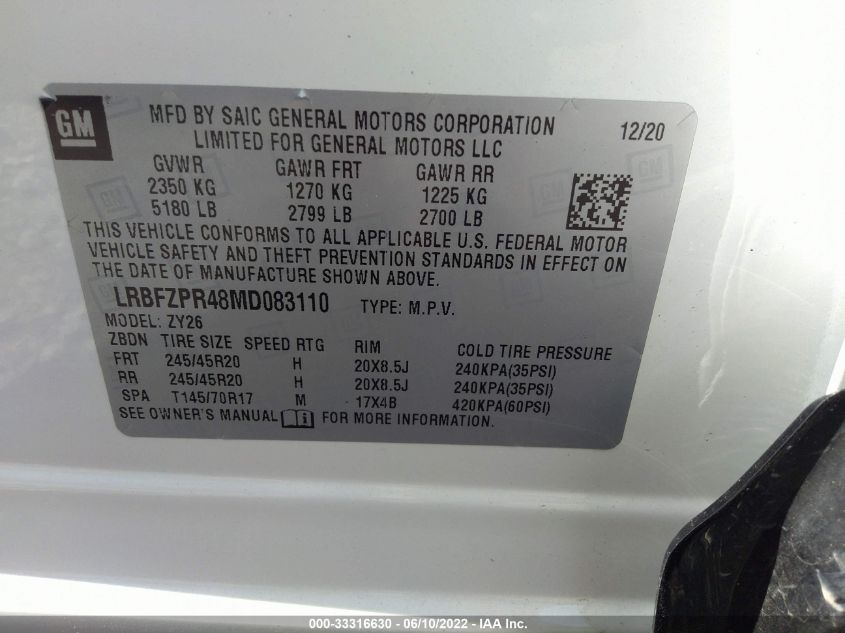 GM
MFD BY SAIC GENERAL MOTORS CORPORATION
LIMITED FOR GENERAL MOTORS LLC
12/20
GVWR GAWR FRT GAWR RR
2350 KG 1270 KG 1225 KG
5180 LB 2799 LB 2700 LB
THIS VEHICLE CONFORMS TO ALL APPLICABLE U.S. FEDERAL MOTOR
VEHICLE SAFETY AND THEFT PREVENTION STANDARDS IN EFFECT ON
THE DATE OF MANUFACTURE SHOWN ABOVE.
LRBFZPR48MD083110 TYPE: M.P.V.
MODEL: ZY26
ZBDN TIRE SIZE SPEED RTG RIM COLD TIRE PRESSURE
FRT 245/45R20 H 20X8.5J 240KPA(35PSI)
RR 245/45R20 H 20X8.5J 240KPA(35PSI)
SPA T145/70R17 M 17X4B 420KPA(60PSI)
SEE OWNER'S MANUAL FOR MORE INFORMATION.
000-33316630 - 06/10/2022 - IAA Inc.